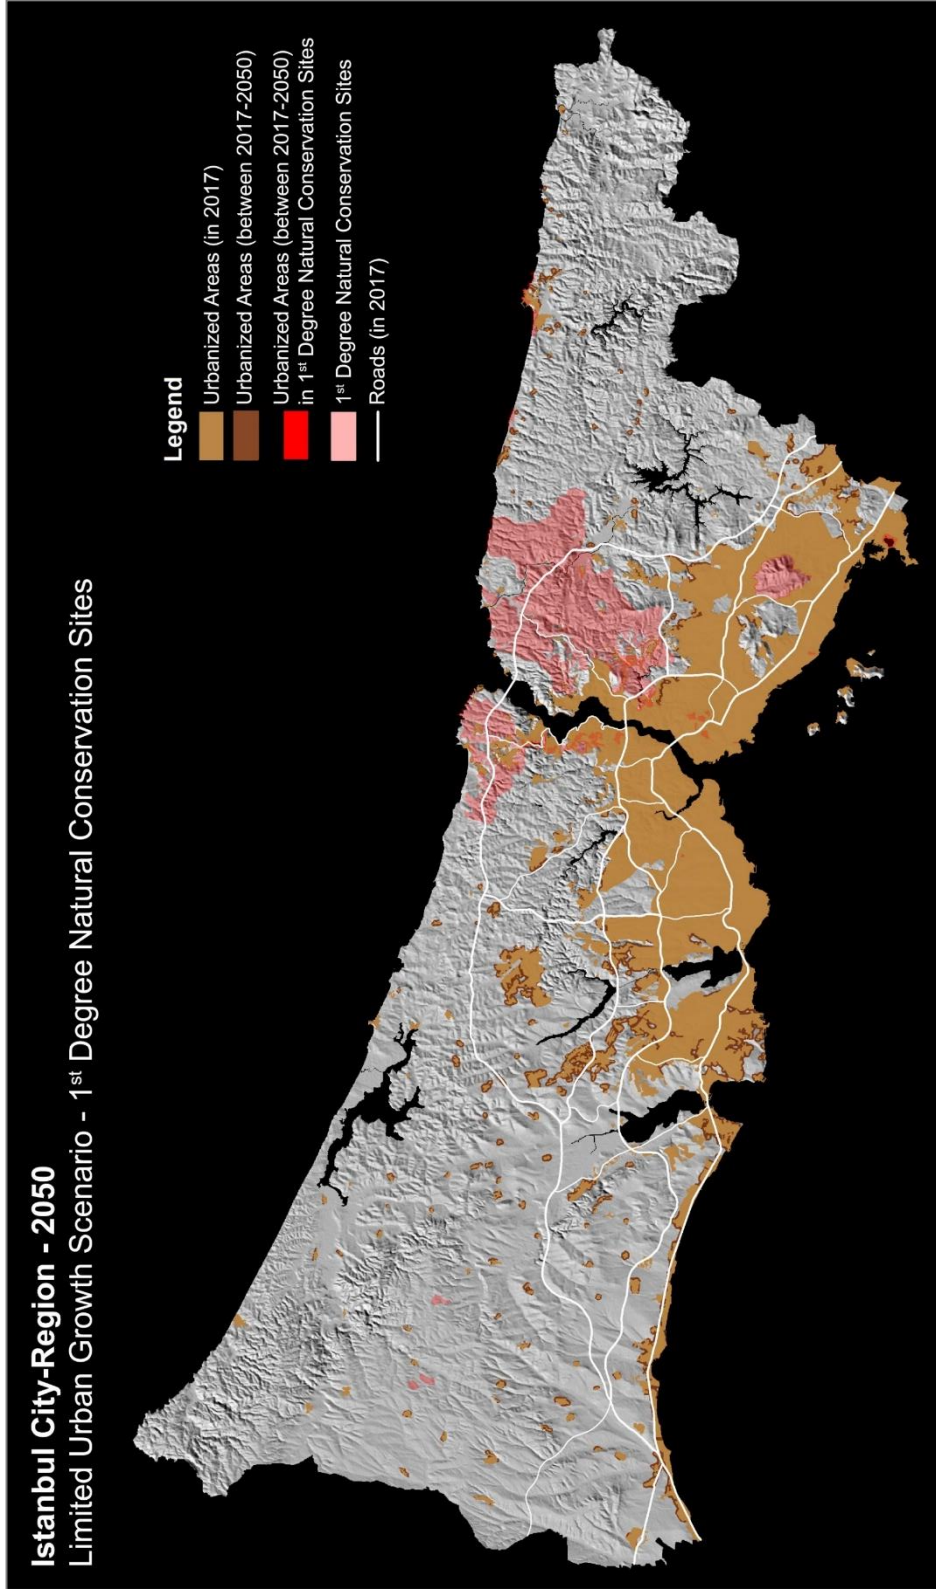 Istanbul City-Region - 2050
Limited Urban Growth Scenario - 1st Degree Natural Conservation Sites
Legend
Urbanized Areas (in 2017)
Urbanized Areas (between 2017-2050)
Urbanized Areas (between 2017-2050)
in 1st Degree Natural Conservation Sites
1st Degree Natural Conservation Sites
Roads (in 2017)